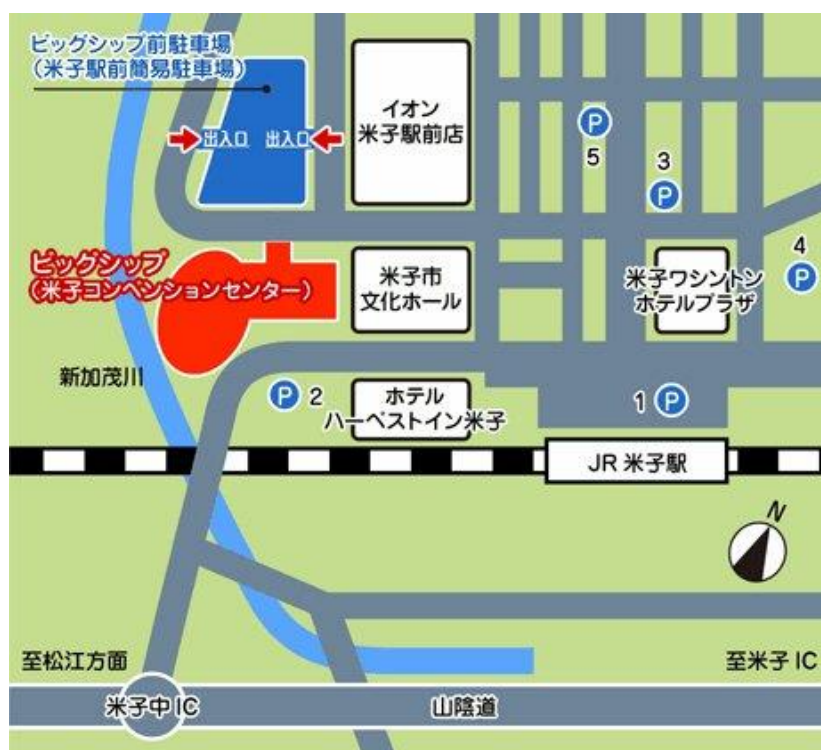 ビッグシップ前駐車場
（米子駅前簡易駐車場）
出入口
出入口
イオン
米子駅前店
P
5
3
P
4
P
ビッグシップ
（米子コンベンションセンター）
米子市
文化ホール
米子ワシントン
ホテルプラザ
新加茂川
P 2
ホテル
ハーベストイン米子
1 P
JR 米子駅
N
至松江方面
至米子 IC
米子中 IC
山陰道